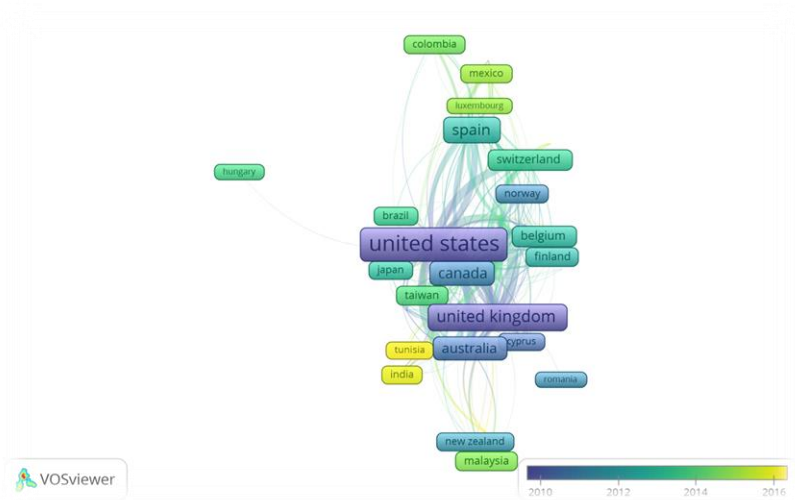 colombia
mexico
luxembourg
spain
switzerland
hungary
norway
brazil
united states
belgium
finland
japan
canada
taiwan
united kingdom
cyprus
australia
tunisia
india
romania
new zealand
malaysia
VOSviewer
2010 2012 2014 2016